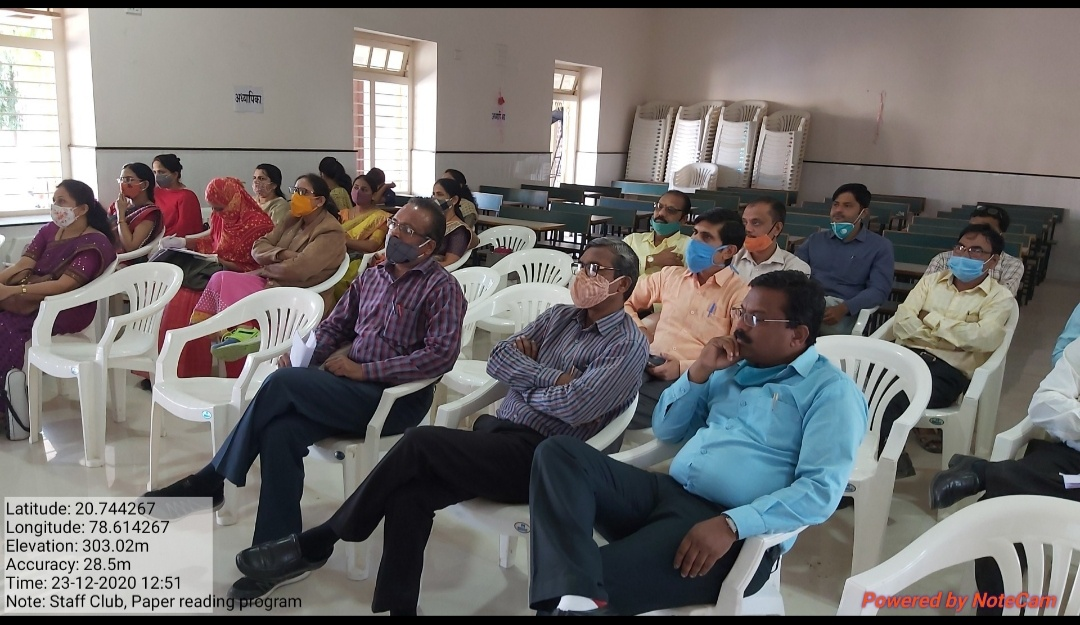 अध्यापिका
Latitude: 20.744267
Longitude: 78.614267
Elevation: 303.02m
Accuracy: 28.5m
Time: 23-12-2020 12:51
Note: Staff Club, Paper reading program
Powered by NoteCam